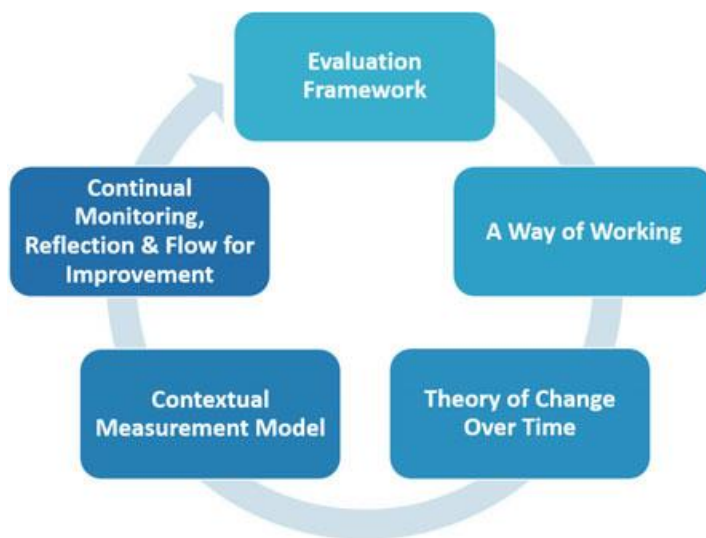 Evaluation
Framework
A Way of Working
Theory of Change
Over Time
Contextual
Measurement Model
Continual
Monitoring,
Reflection & Flow for
Improvement